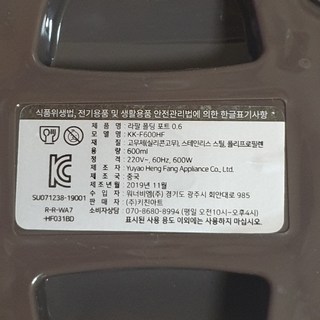 식품위생법, 전기용품 및 생활용품 안전관리법에 의한 한글표기사항
품 명 : 라팔 폴딩 포트 0.6
모 델 명 : KK-F600HF
재 질 : 고무제(실리콘고무), 스테인리스 스틸, 폴리프로필렌
용 량 : 600ml
정 격 : 220V~, 60Hz, 600W
제 조 사 : Yuyao Heng Fang Appliance Co., Ltd.
제 조 국 : 중국
제조년월 : 2019년 11월
수 입 원 : 워너비엠(주) 경기도 광주시 회안대로 985
판 매 원 : (주)키친아트
소비자상담 : 070-8680-8994 (평일 오전10시~오후4시)
표시된 사용 용도 이외에는 사용하지 마십시오.
SU071238-19001
R-R-WA7
-HF031BD